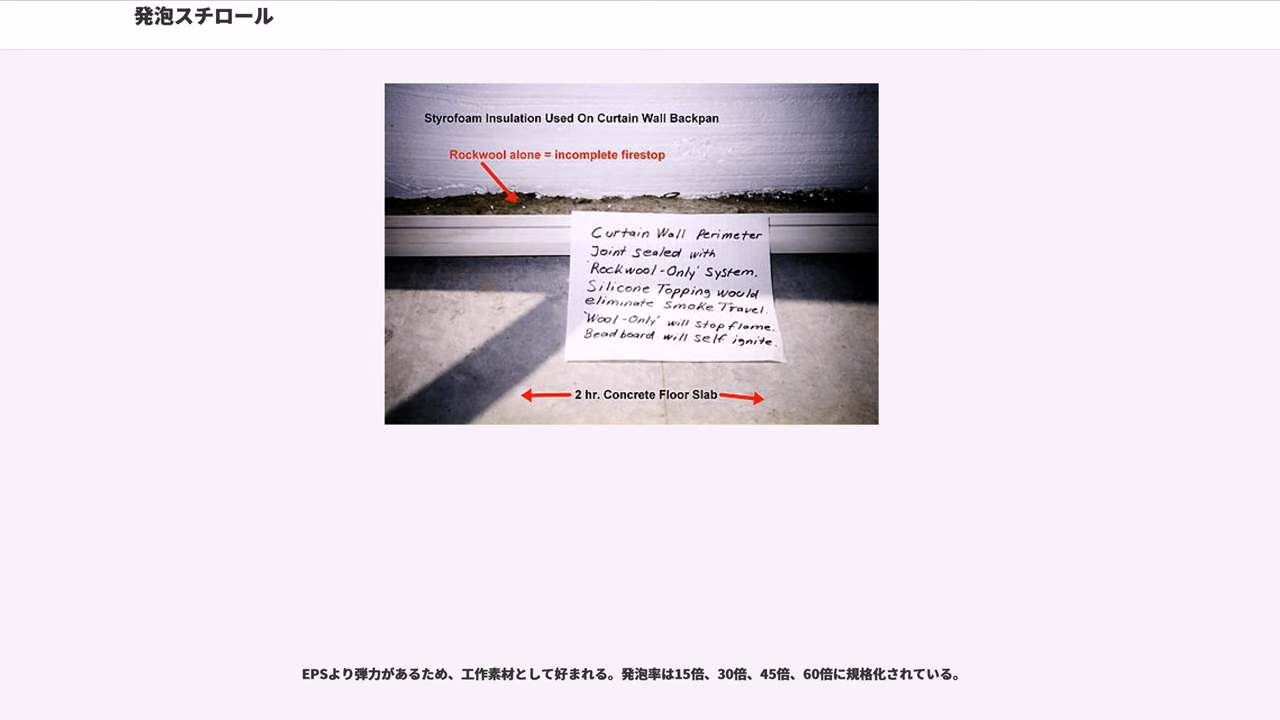 発泡スチロール
Styrofoam Insulation Used On Curtain Wall Backpan
Rockwool alone = incomplete firestop
Curtain Wall Perimeter
Joint sealed with
'Rockwool-Only' system.
Silicone Topping would
eliminate smoke Travel.
'Wool-Only' will stop flame.
Beadboard will self ignite.
2 hr. Concrete Floor Slab
EPSより弾力があるため、工作素材として好まれる。発泡率は15倍、30倍、45倍、60倍に規格化されている。